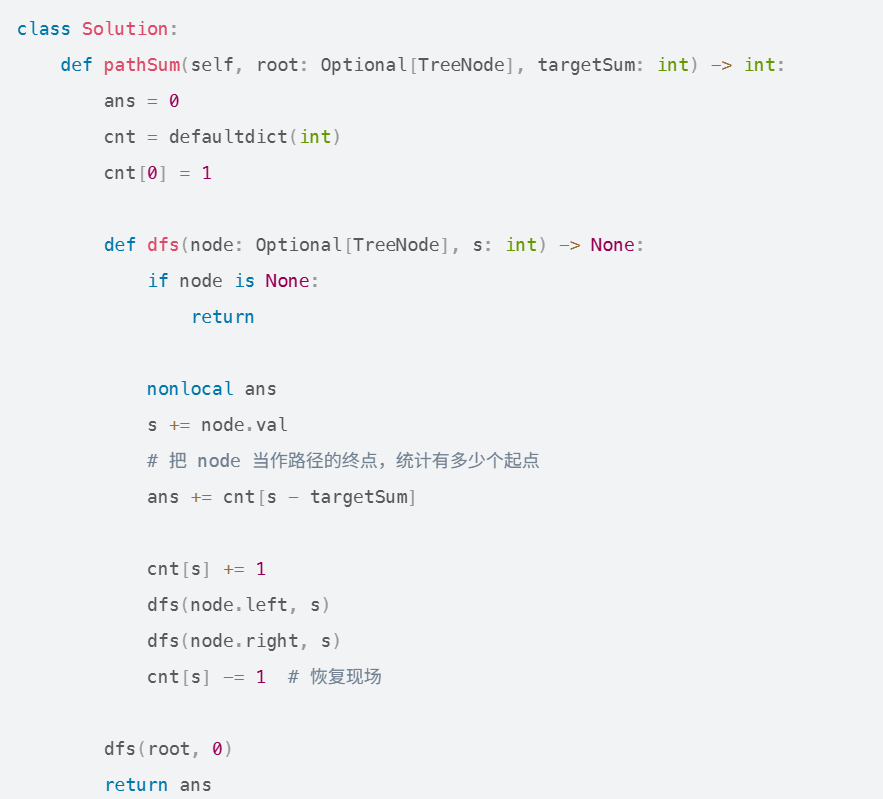 class Solution:
    def pathSum(self, root: Optional[TreeNode], targetSum: int) -> int:
        ans = 0
        cnt = defaultdict(int)
        cnt[0] = 1

        def dfs(node: Optional[TreeNode], s: int) -> None:
            if node is None:
                return

            nonlocal ans
            s += node.val
            # 把 node 当作路径的终点，统计有多少个起点
            ans += cnt[s - targetSum]

            cnt[s] += 1
            dfs(node.left, s)
            dfs(node.right, s)
            cnt[s] -= 1  # 恢复现场

        dfs(root, 0)
        return ans